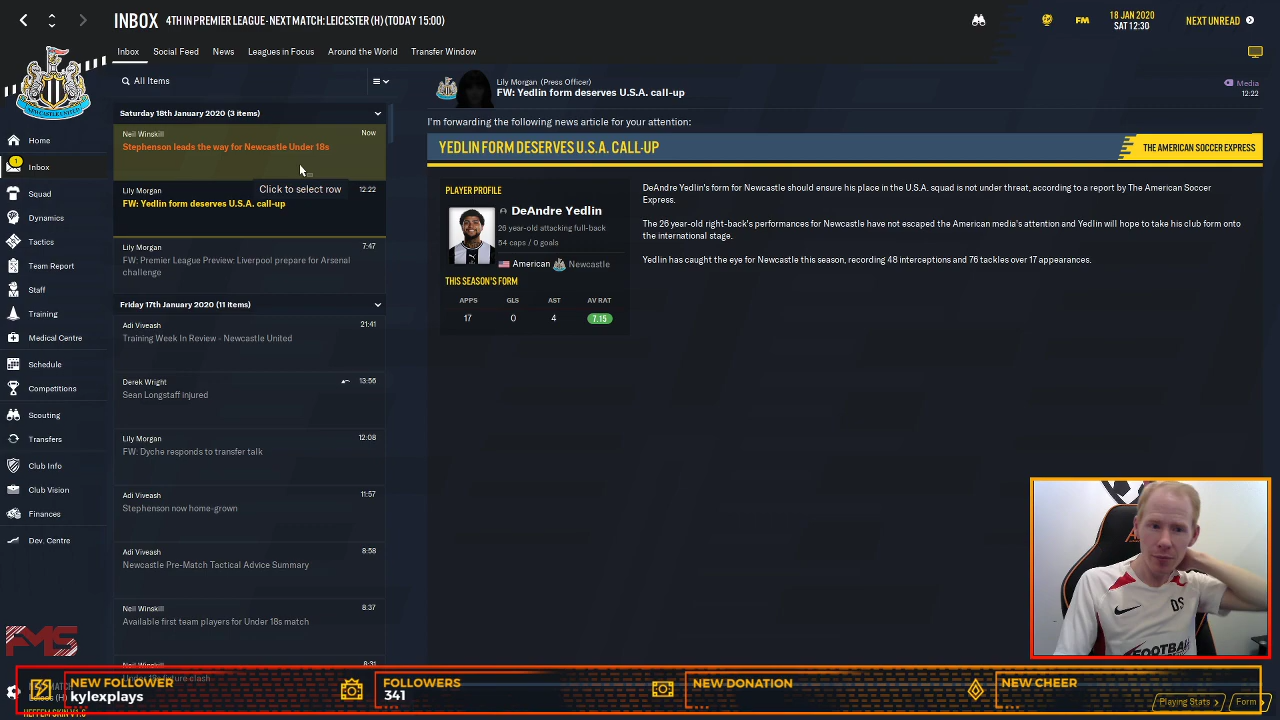 INBOX
4TH IN PREMIER LEAGUE - NEXT MATCH: LEICESTER (H) (TODAY 15:00)
FM
18 JAN 2020
SAT 12:30
NEXT UNREAD
Inbox Social Feed News Leagues in Focus Around the World Transfer Window
NEWCASTLE UNITED
All Items
Lily Morgan (Press Officer)
FW: Yedlin form deserves U.S.A. call-up
Media
12:22
Home
1
Inbox
Squad
Dynamics
Tactics
Team Report
Staff
Training
Medical Centre
Schedule
Competitions
Scouting
Transfers
Club Info
Club Vision
Finances
Dev. Centre
Saturday 18th January 2020 (3 items)
Neil Winskill Now
Stephenson leads the way for Newcastle Under 18s
Click to select row
Lily Morgan 12:22
FW: Yedlin form deserves U.S.A. call-up
Lily Morgan 7:47
FW: Premier League Preview: Liverpool prepare for Arsenal
challenge
Friday 17th January 2020 (11 items)
Adi Viveash 21:41
Training Week In Review - Newcastle United
Derek Wright 13:56
Sean Longstaff injured
Lily Morgan 12:08
FW: Dyche responds to transfer talk
Adi Viveash 11:57
Stephenson now home-grown
Adi Viveash 8:58
Newcastle Pre-Match Tactical Advice Summary
Neil Winskill 8:37
Available first team players for Under 18s match
Neil Winskill 8:31
I'm forwarding the following news article for your attention:
YEDLIN FORM DESERVES U.S.A. CALL-UP
THE AMERICAN SOCCER EXPRESS
PLAYER PROFILE
DeAndre Yedlin
26 year-old attacking full-back
54 caps / 0 goals
American Newcastle
THIS SEASON'S FORM
APPS GLS AST AV RAT
17 0 4 7.15
DeAndre Yedlin's form for Newcastle should ensure his place in the U.S.A. squad is not under threat, according to a report by The American Soccer
Express.
The 26 year-old right-back's performances for Newcastle have not escaped the American media's attention and Yedlin will hope to take his club form onto
the international stage.
Yedlin has caught the eye for Newcastle this season, recording 48 interceptions and 76 tackles over 17 appearances.
DS
FOOTBALL
FMS
NEW FOLLOWER
kylexplays
FOLLOWERS
341
NEW DONATION
NEW CHEER
Playing Stats
Form